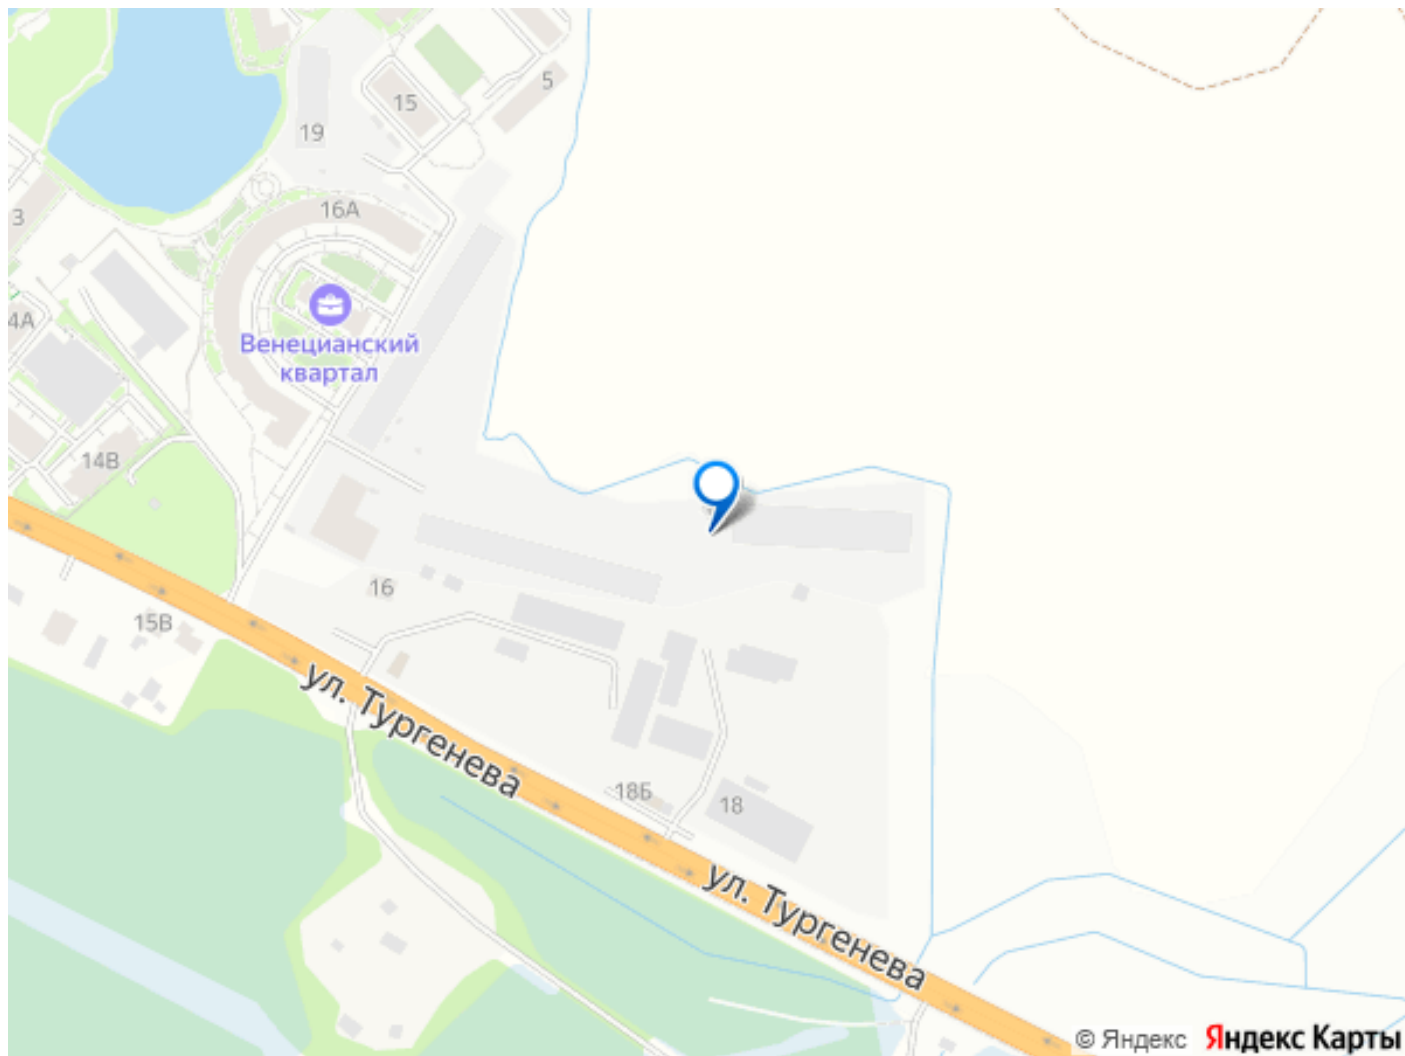 5
15
19
16А
3
4А
Венецианский
квартал
14В
16
15В
ул. Тургенева
18Б
18
ул. Тургенева
© Яндекс Яндекс Карты